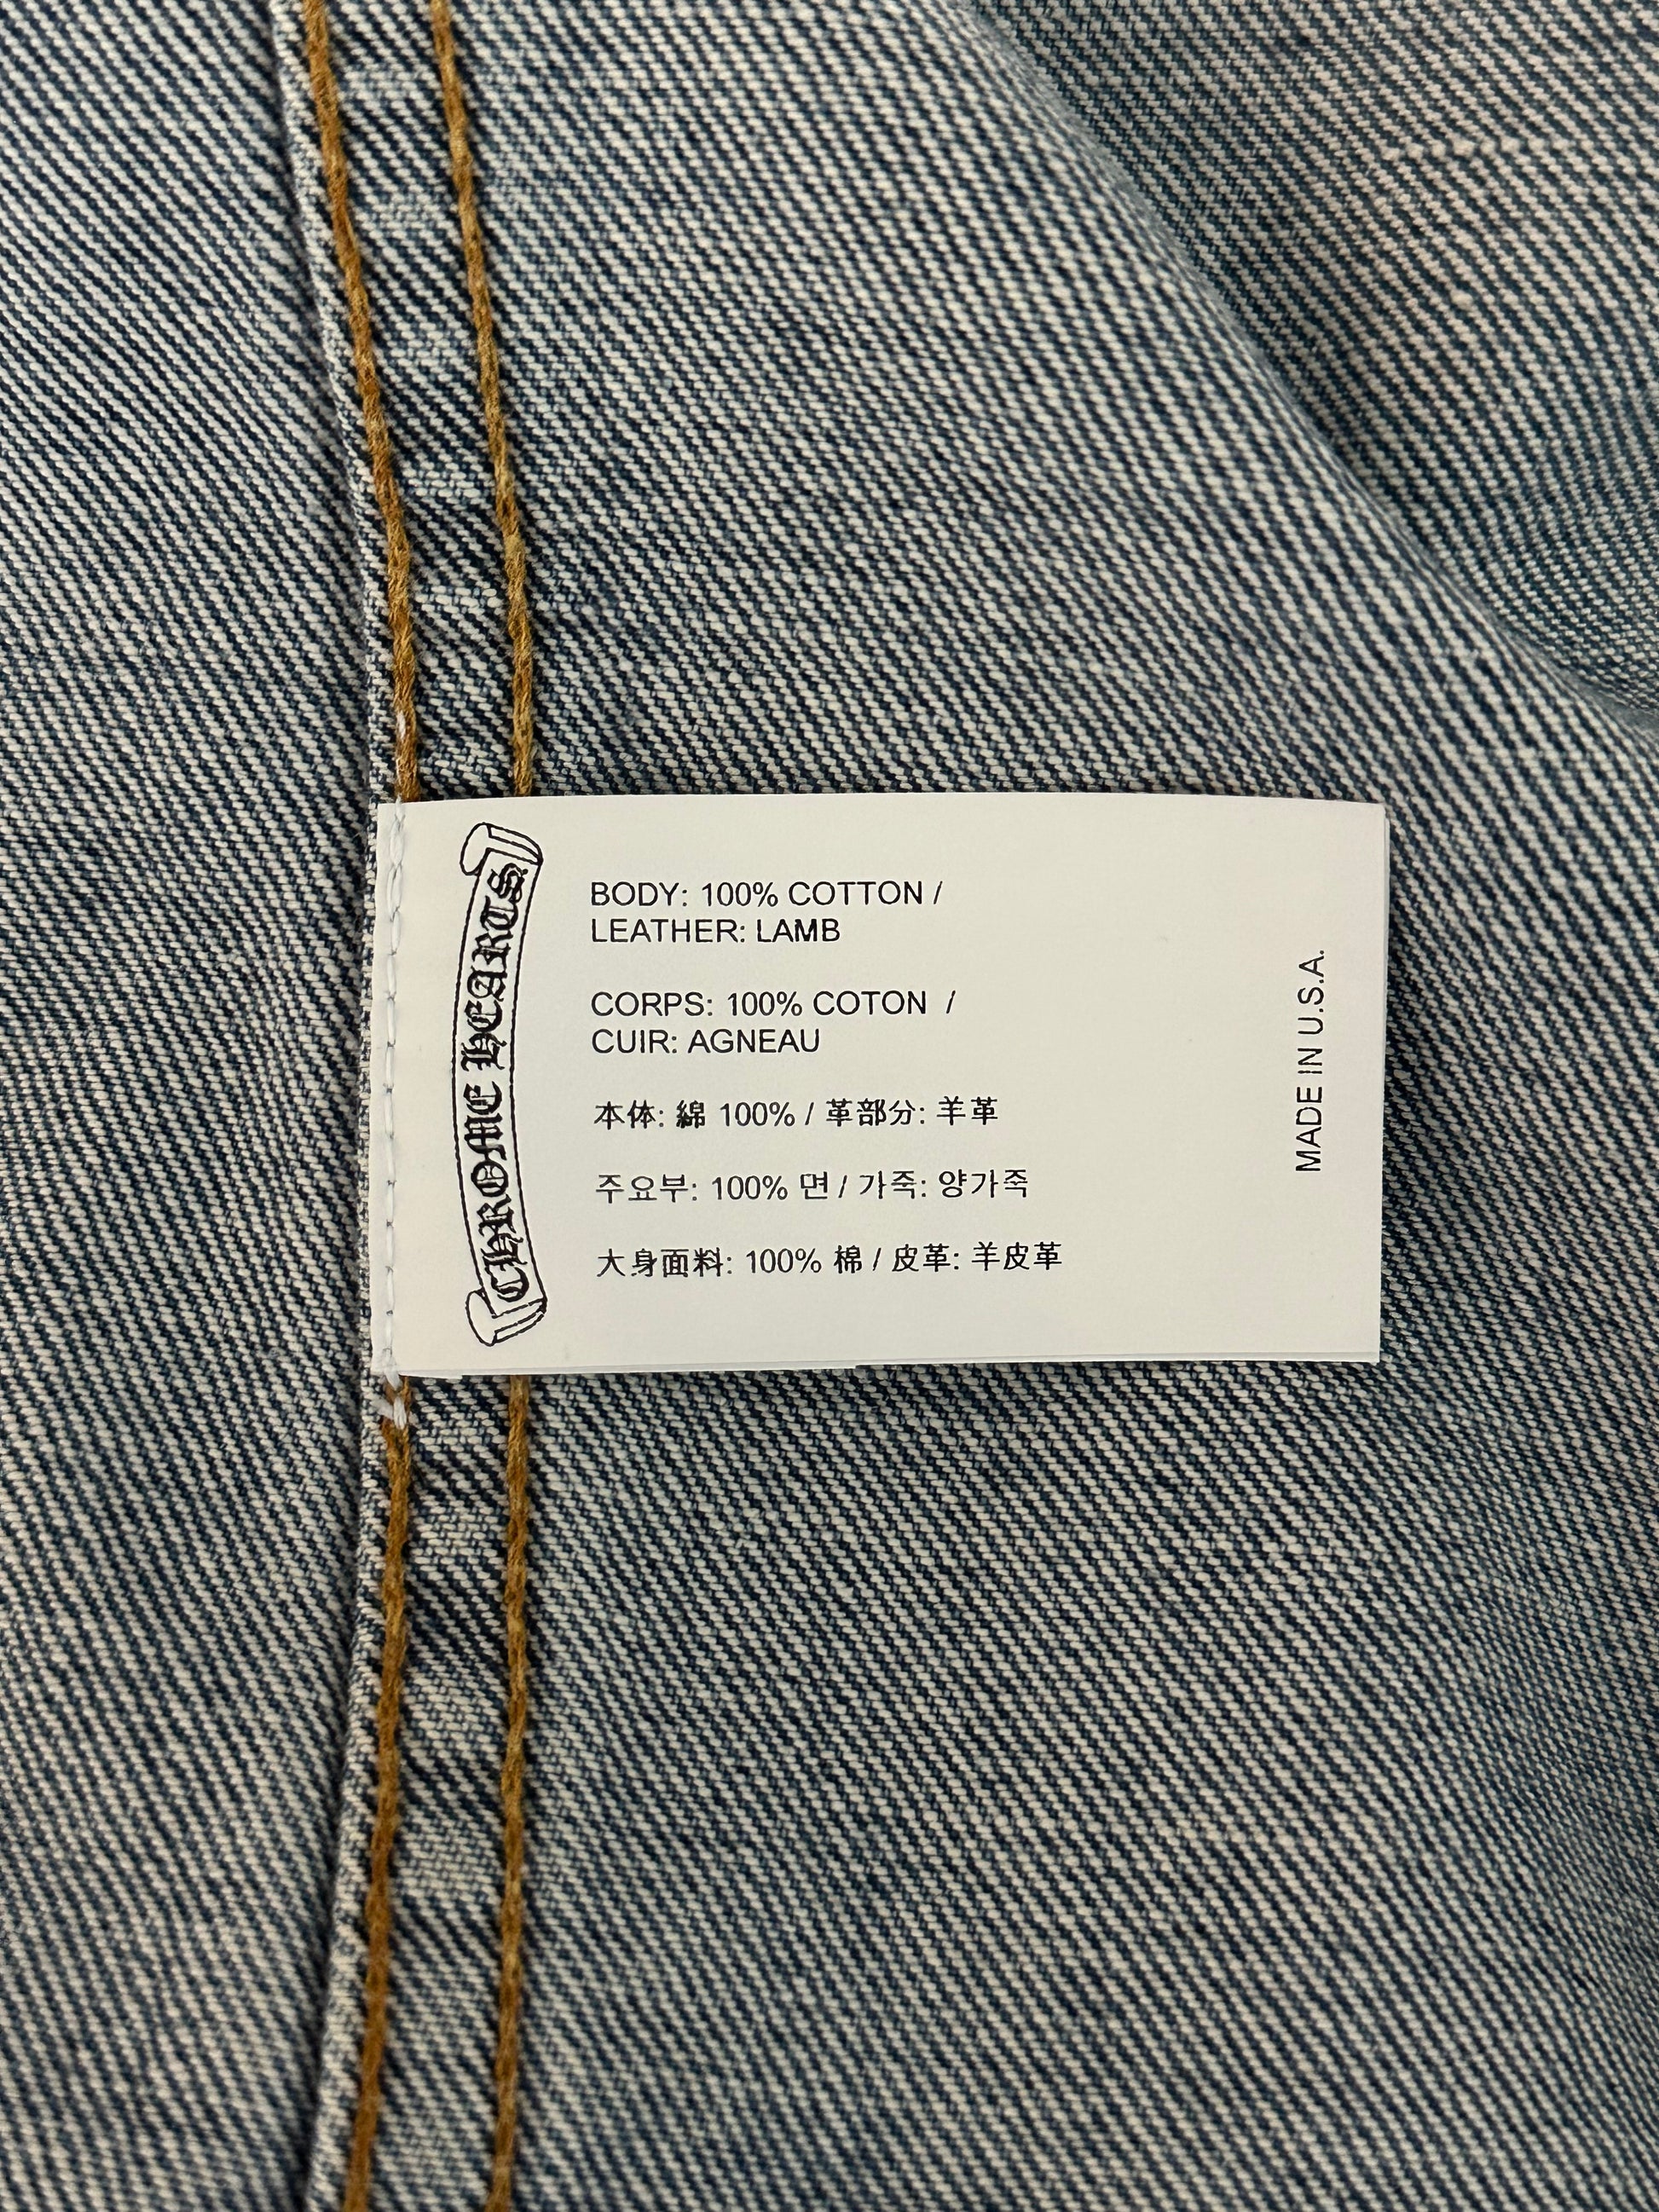 CHROME HEARTS
BODY: 100% COTTON /
LEATHER: LAMB
CORPS: 100% COTON /
CUIR: AGNEAU
本体: 綿 100% / 革部分: 羊革
주요부: 100% 면 / 가죽: 양가죽
大身面料: 100% 棉 / 皮革: 羊皮革
MADE IN U.S.A.